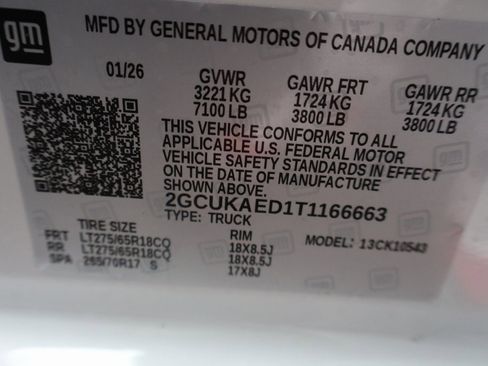 gm
MFD BY GENERAL MOTORS OF CANADA COMPANY
01/26
GVWR GAWR FRT GAWR RR
3221 KG 1724 KG 1724 KG
7100 LB 3800 LB 3800 LB
THIS VEHICLE CONFORMS TO ALL
APPLICABLE U.S. FEDERAL MOTOR
VEHICLE SAFETY STANDARDS IN EFFECT
ON THE DATE OF MANUFACTURE
SHOWN ABOVE.
2GCUKAED1T1166663
TYPE: TRUCK
MODEL: 13CK10543
TIRE SIZE RIM
FRT LT275/65R18CQ 18X8.5J
RR LT275/65R18CQ 18X8.5J
SPA 265/70R17 S 17X8J